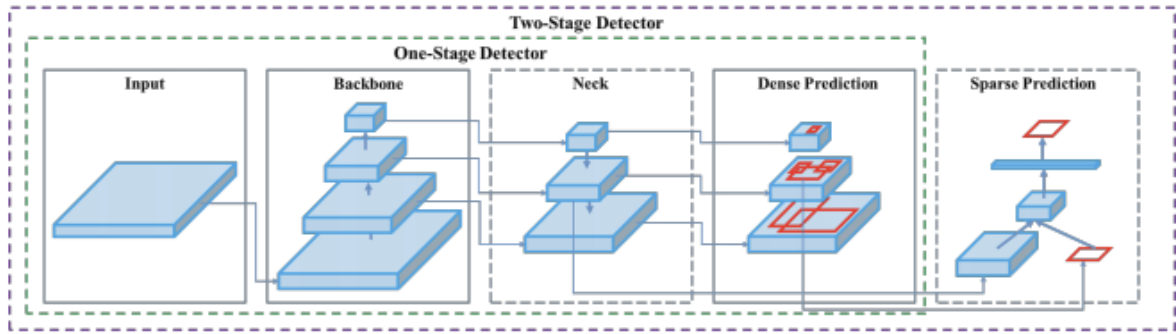 Two-Stage Detector
One-Stage Detector
Input
Backbone
Neck
Dense Prediction
Sparse Prediction